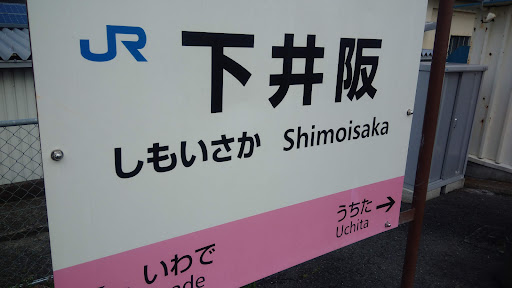 JR 下井阪
しもいさか Shimoisaka
うちた →
Uchita
いわで